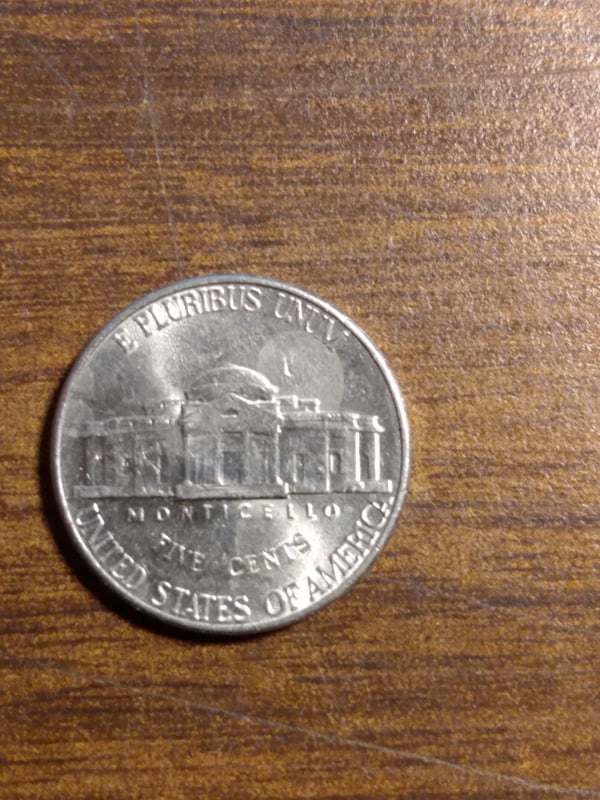 E PLURIBUS UNUM
MONTICELLO
FIVE CENTS
UNITED STATES OF AMERICA